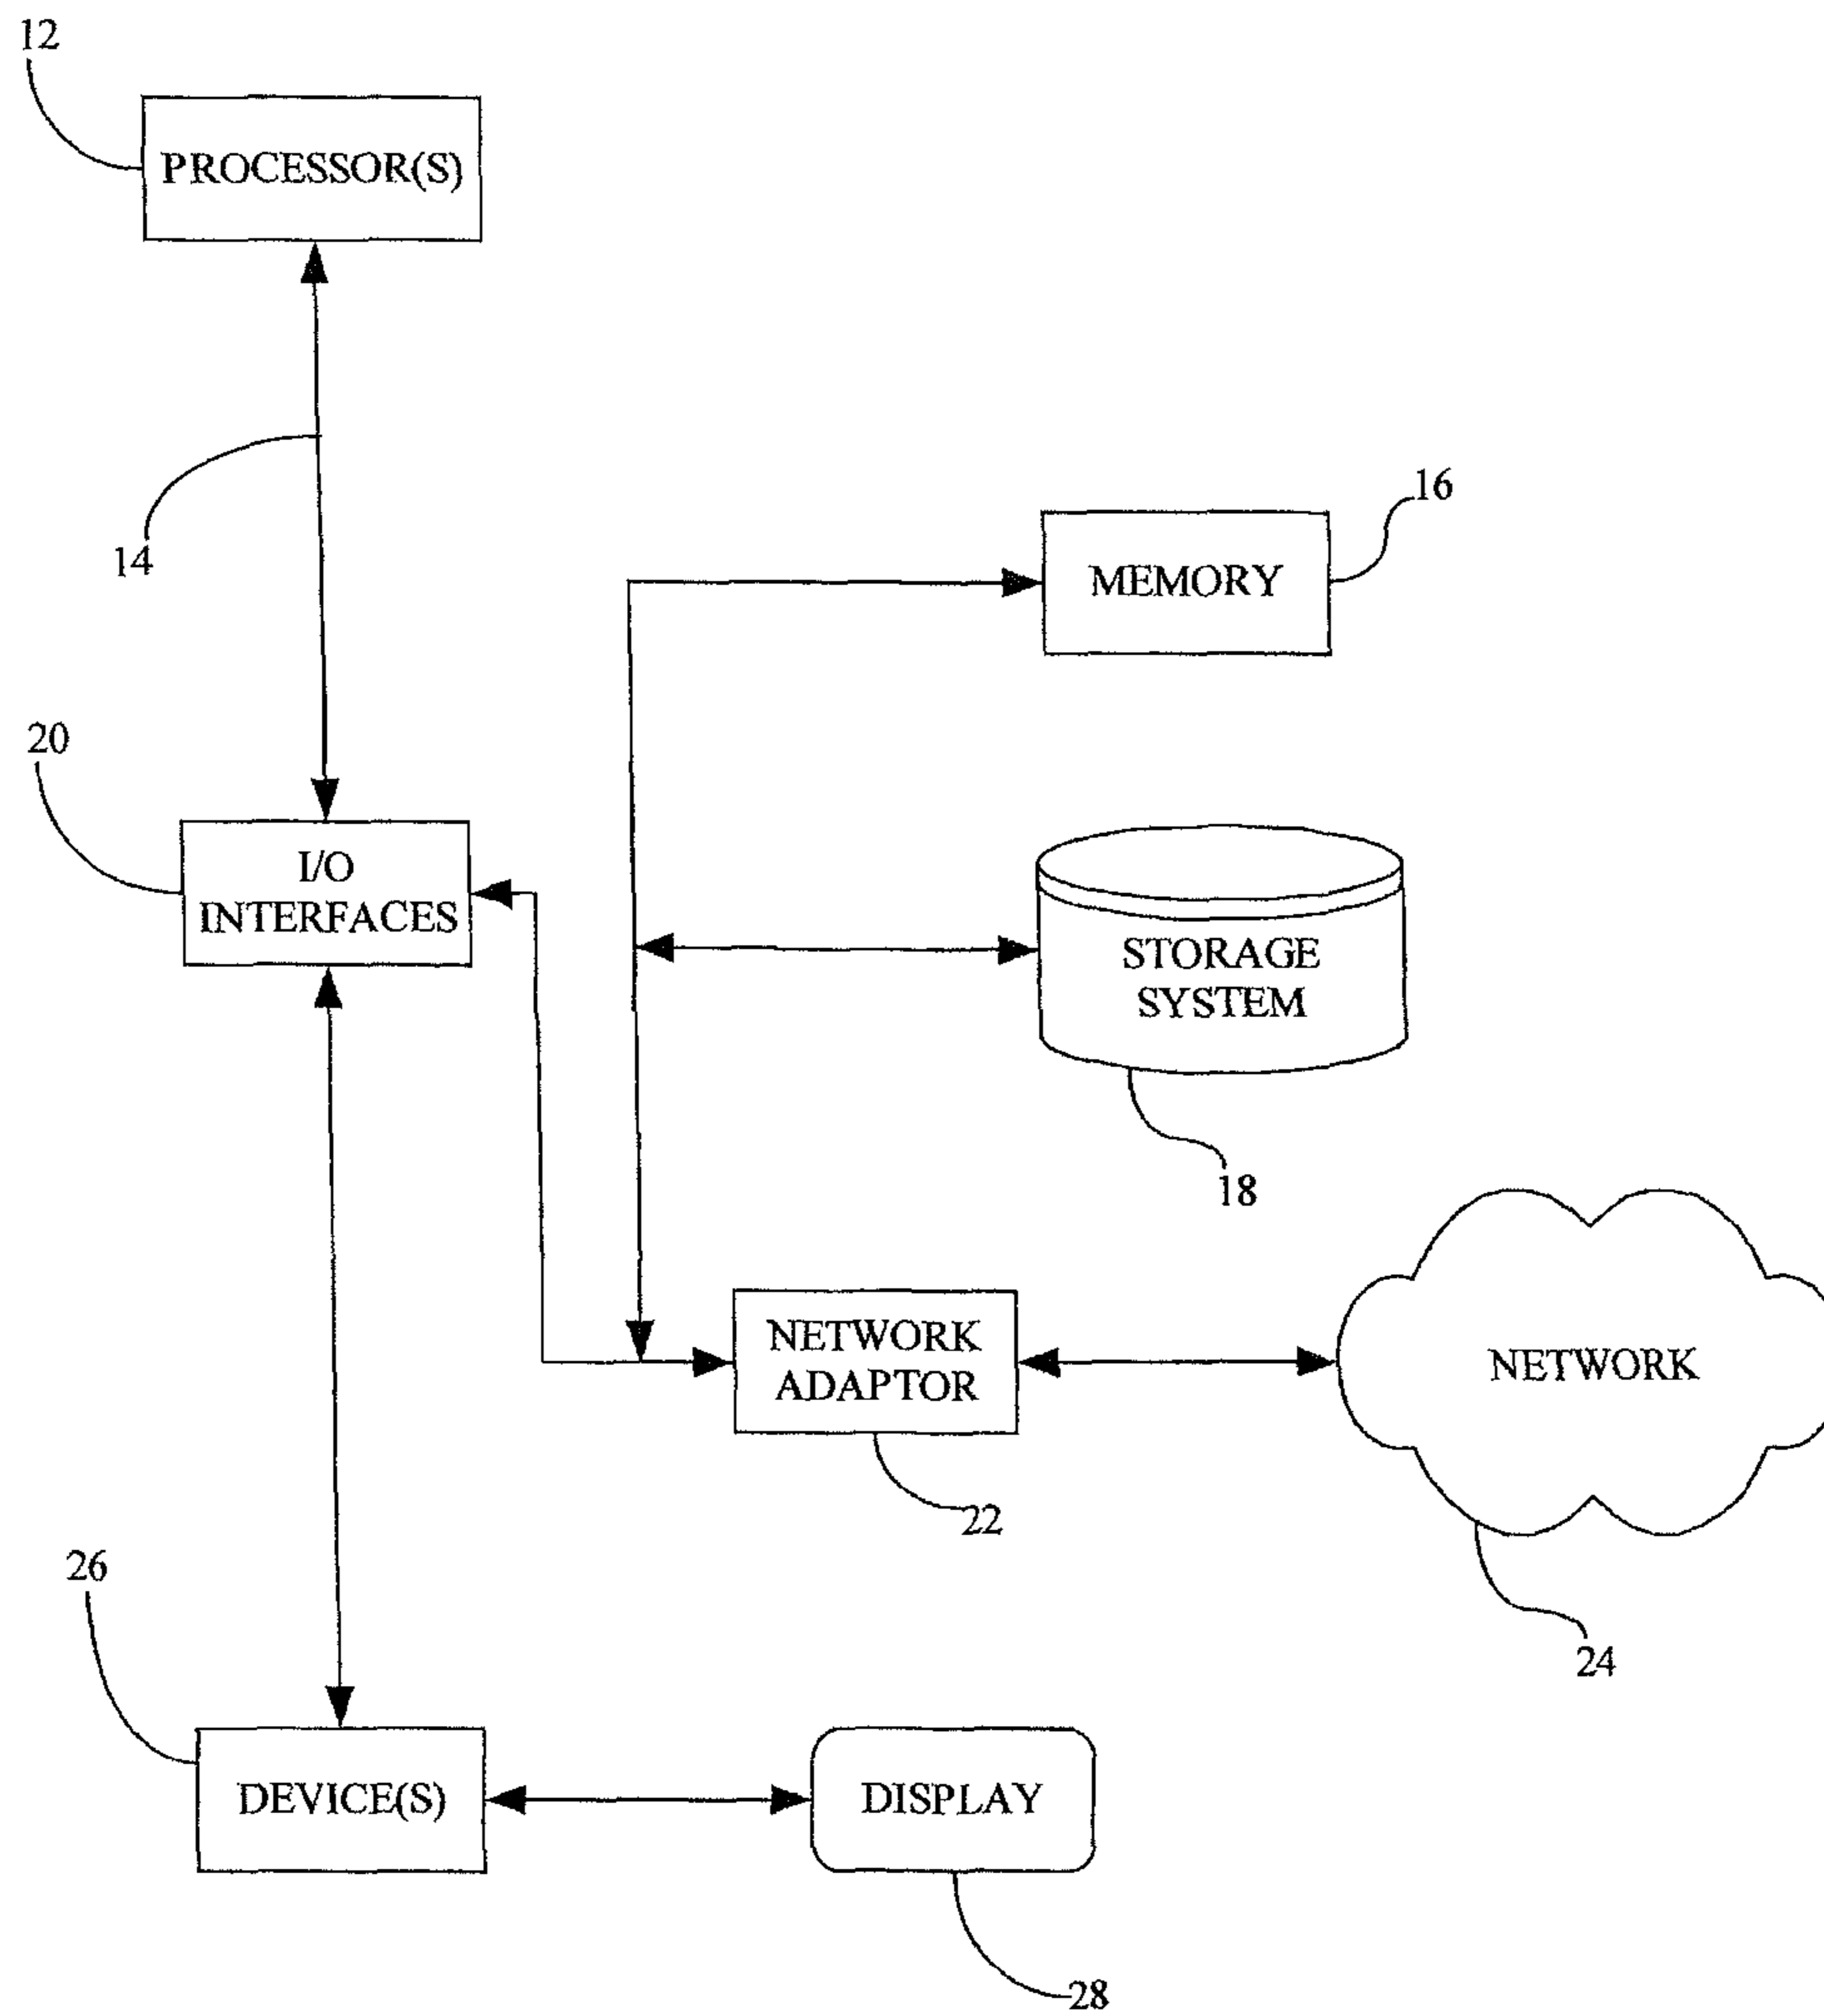 12
PROCESSOR(S)
14
16
MEMORY
20
I/O
INTERFACES
STORAGE
SYSTEM
18
NETWORK
ADAPTOR
NETWORK
22
26
24
DEVICE(S)
DISPLAY
28